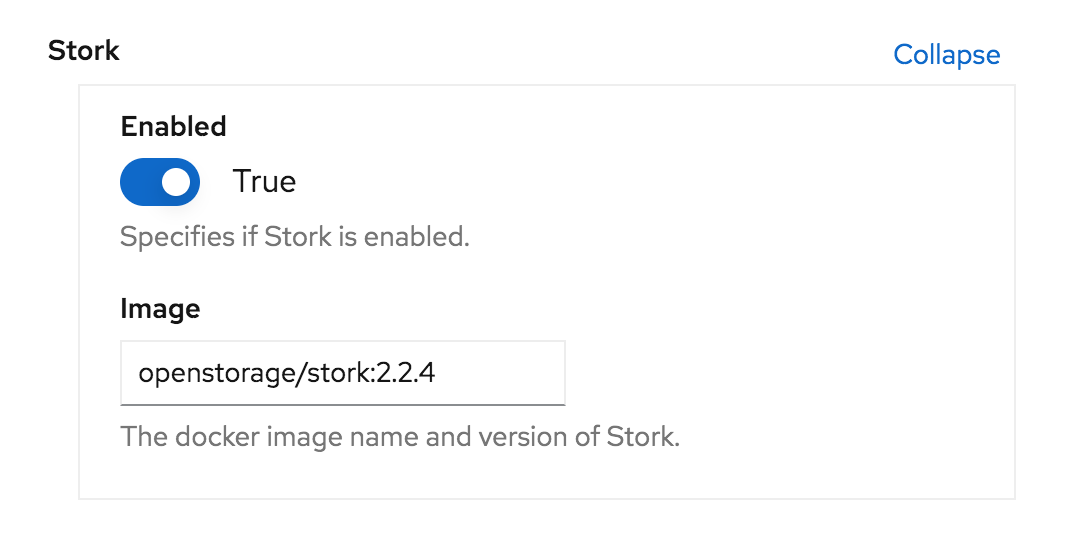 Stork
Collapse
Enabled
True
Specifies if Stork is enabled.
Image
openstorage/stork:2.2.4
The docker image name and version of Stork.